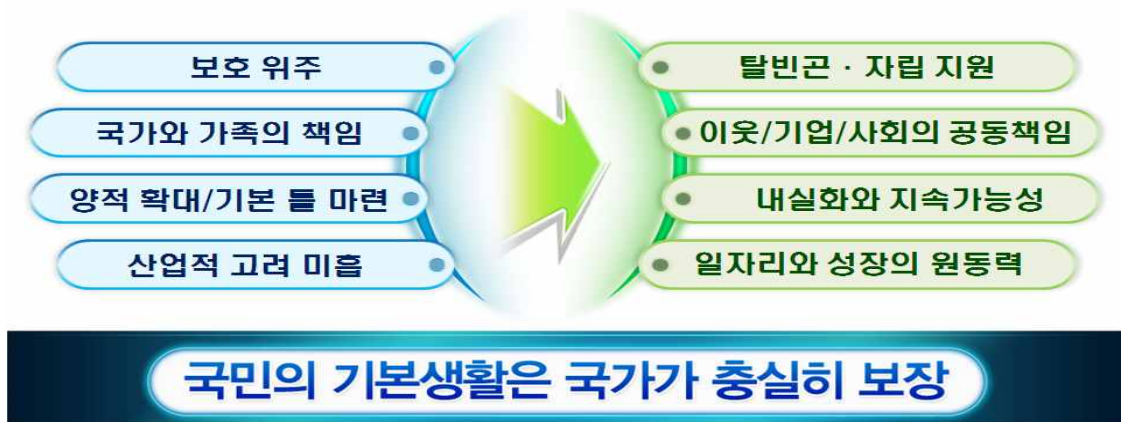 보호 위주
국가와 가족의 책임
양적 확대/기본 틀 마련
산업적 고려 미흡
탈빈곤 · 자립 지원
이웃/기업/사회의 공동책임
내실화와 지속가능성
일자리와 성장의 원동력
국민의 기본생활은 국가가 충실히 보장